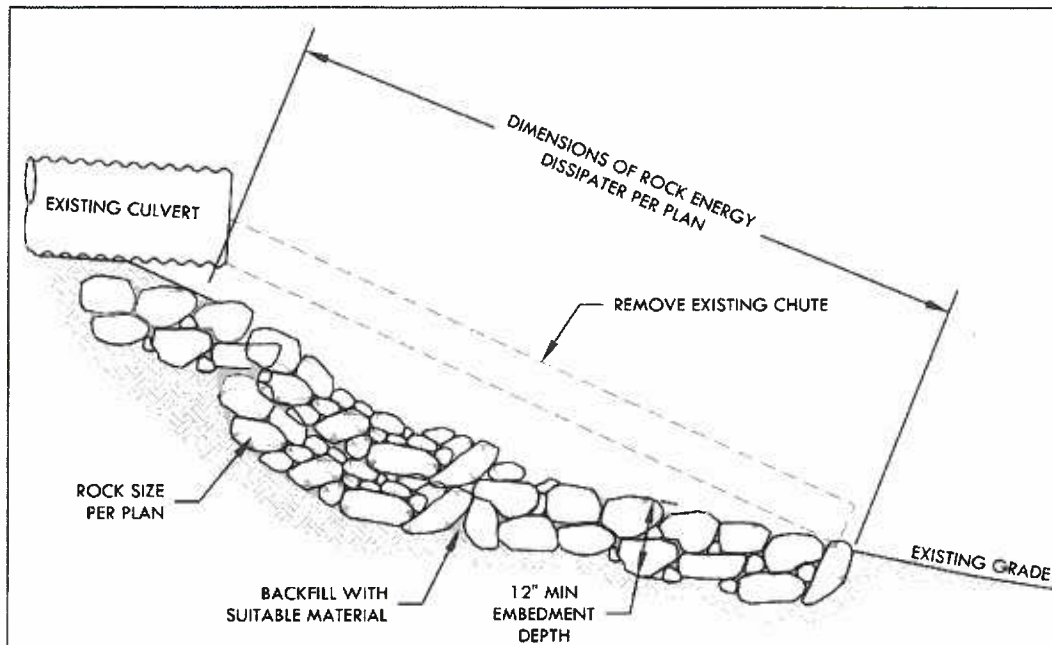 DIMENSIONS OF ROCK ENERGY
DISSIPATER PER PLAN
EXISTING CULVERT
REMOVE EXISTING CHUTE
ROCK SIZE
PER PLAN
EXISTING GRADE
BACKFILL WITH
SUITABLE MATERIAL
12" MIN
EMBEDMENT
DEPTH